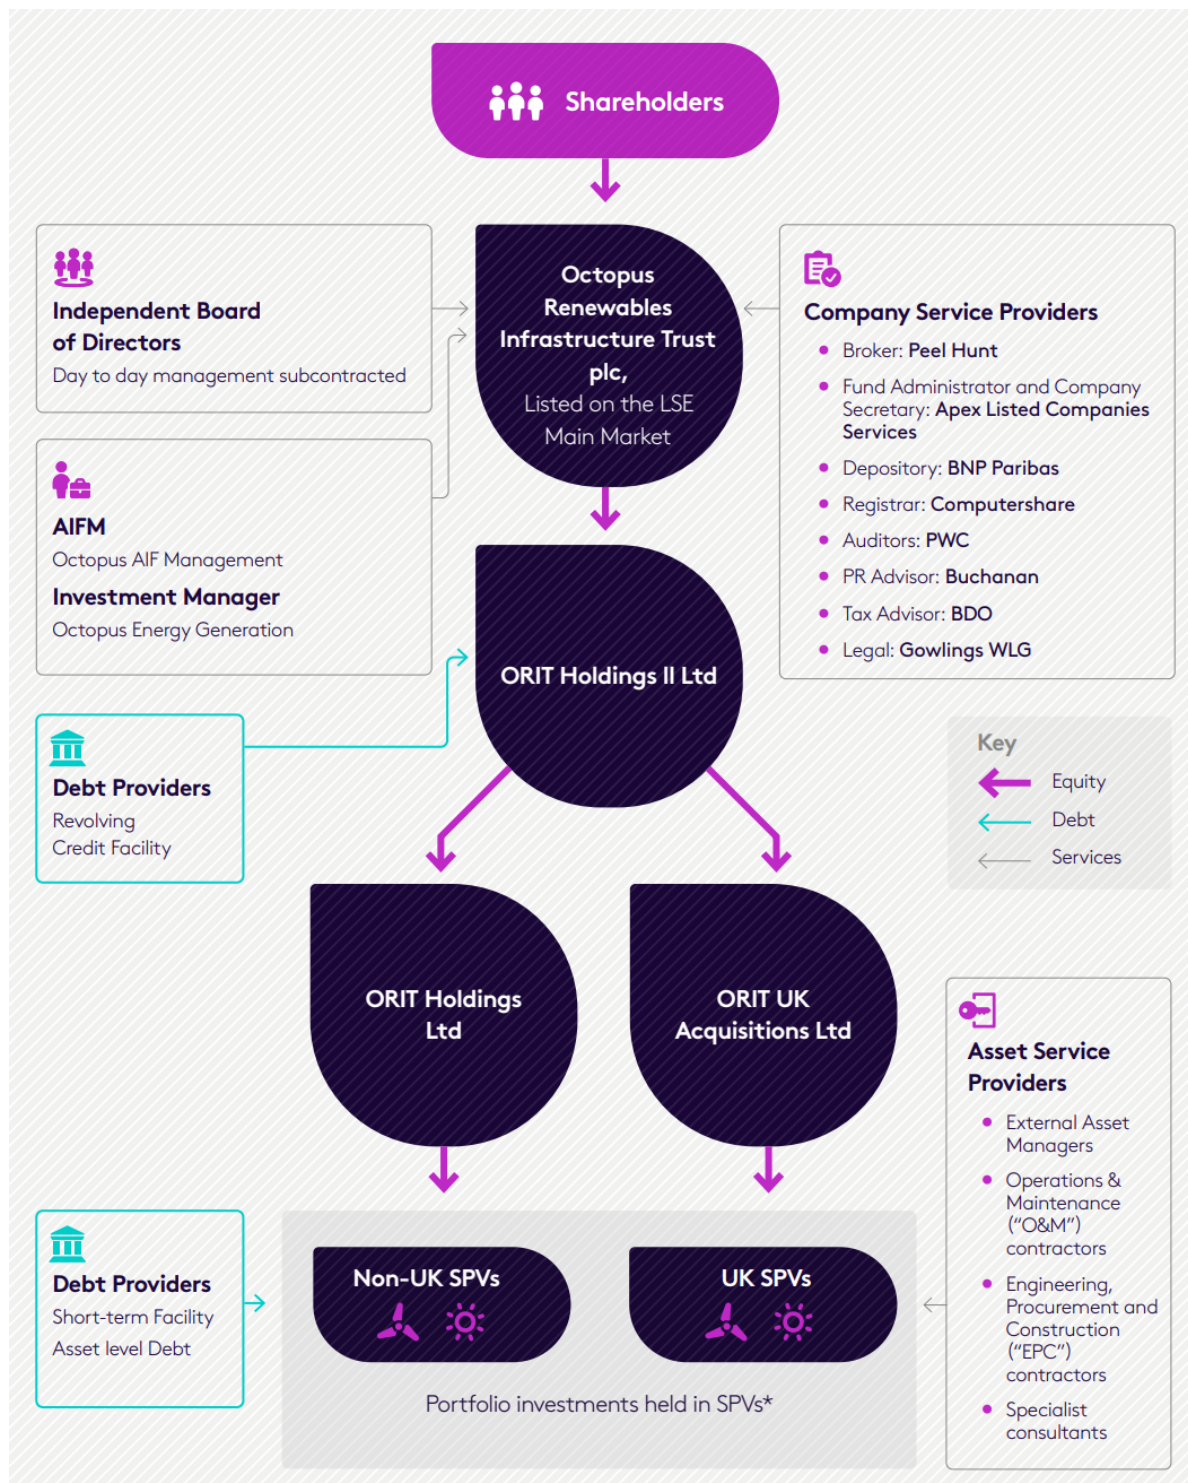 Shareholders
Octopus
Renewables
Infrastructure Trust
plc,
Listed on the LSE
Main Market
Independent Board
of Directors
Day to day management subcontracted
AIFM
Octopus AIF Management
Investment Manager
Octopus Energy Generation
Company Service Providers
Broker: Peel Hunt
Fund Administrator and Company
Secretary: Apex Listed Companies
Services
Depository: BNP Paribas
Registrar: Computershare
Auditors: PWC
PR Advisor: Buchanan
Tax Advisor: BDO
Legal: Gowlings WLG
ORIT Holdings II Ltd
Debt Providers
Revolving
Credit Facility
Key
Equity
Debt
Services
ORIT Holdings
Ltd
ORIT UK
Acquisitions Ltd
Asset Service
Providers
External Asset
Managers
Operations &
Maintenance
(“O&M”)
contractors
Engineering,
Procurement and
Construction
(“EPC”)
contractors
Specialist
consultants
Debt Providers
Short-term Facility
Asset level Debt
Non-UK SPVs
UK SPVs
Portfolio investments held in SPVs*